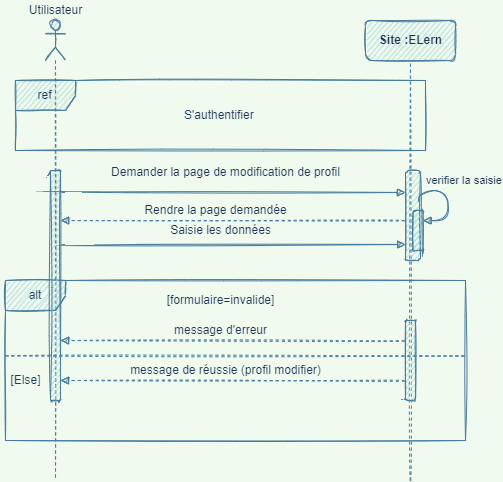 Utilisateur
Site :ELern
ref
S'authentifier
Demander la page de modification de profil
verifier la saisie
Rendre la page demandée
Saisie les données
alt
[formulaire=invalide]
message d'erreur
message de réussie (profil modifier)
[Else]